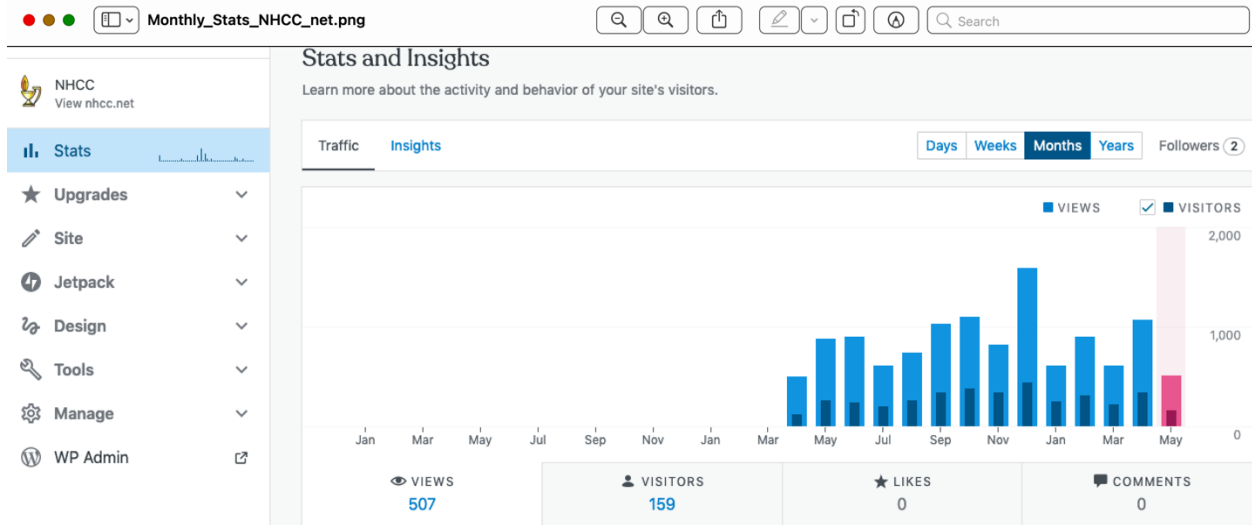 Monthly_Stats_NHCC_net.png
Search
NHCC
View nhcc.net
Stats
Upgrades
Site
Jetpack
Design
Tools
Manage
WP Admin
Stats and Insights
Learn more about the activity and behavior of your site's visitors.
Traffic Insights Days Weeks Months Years Followers 2
VIEWS VISITORS
2,000
1,000
0
Jan Mar May Jul Sep Nov Jan Mar May Jul Sep Nov Jan Mar May
VIEWS VISITORS LIKES COMMENTS
507 159 0 0